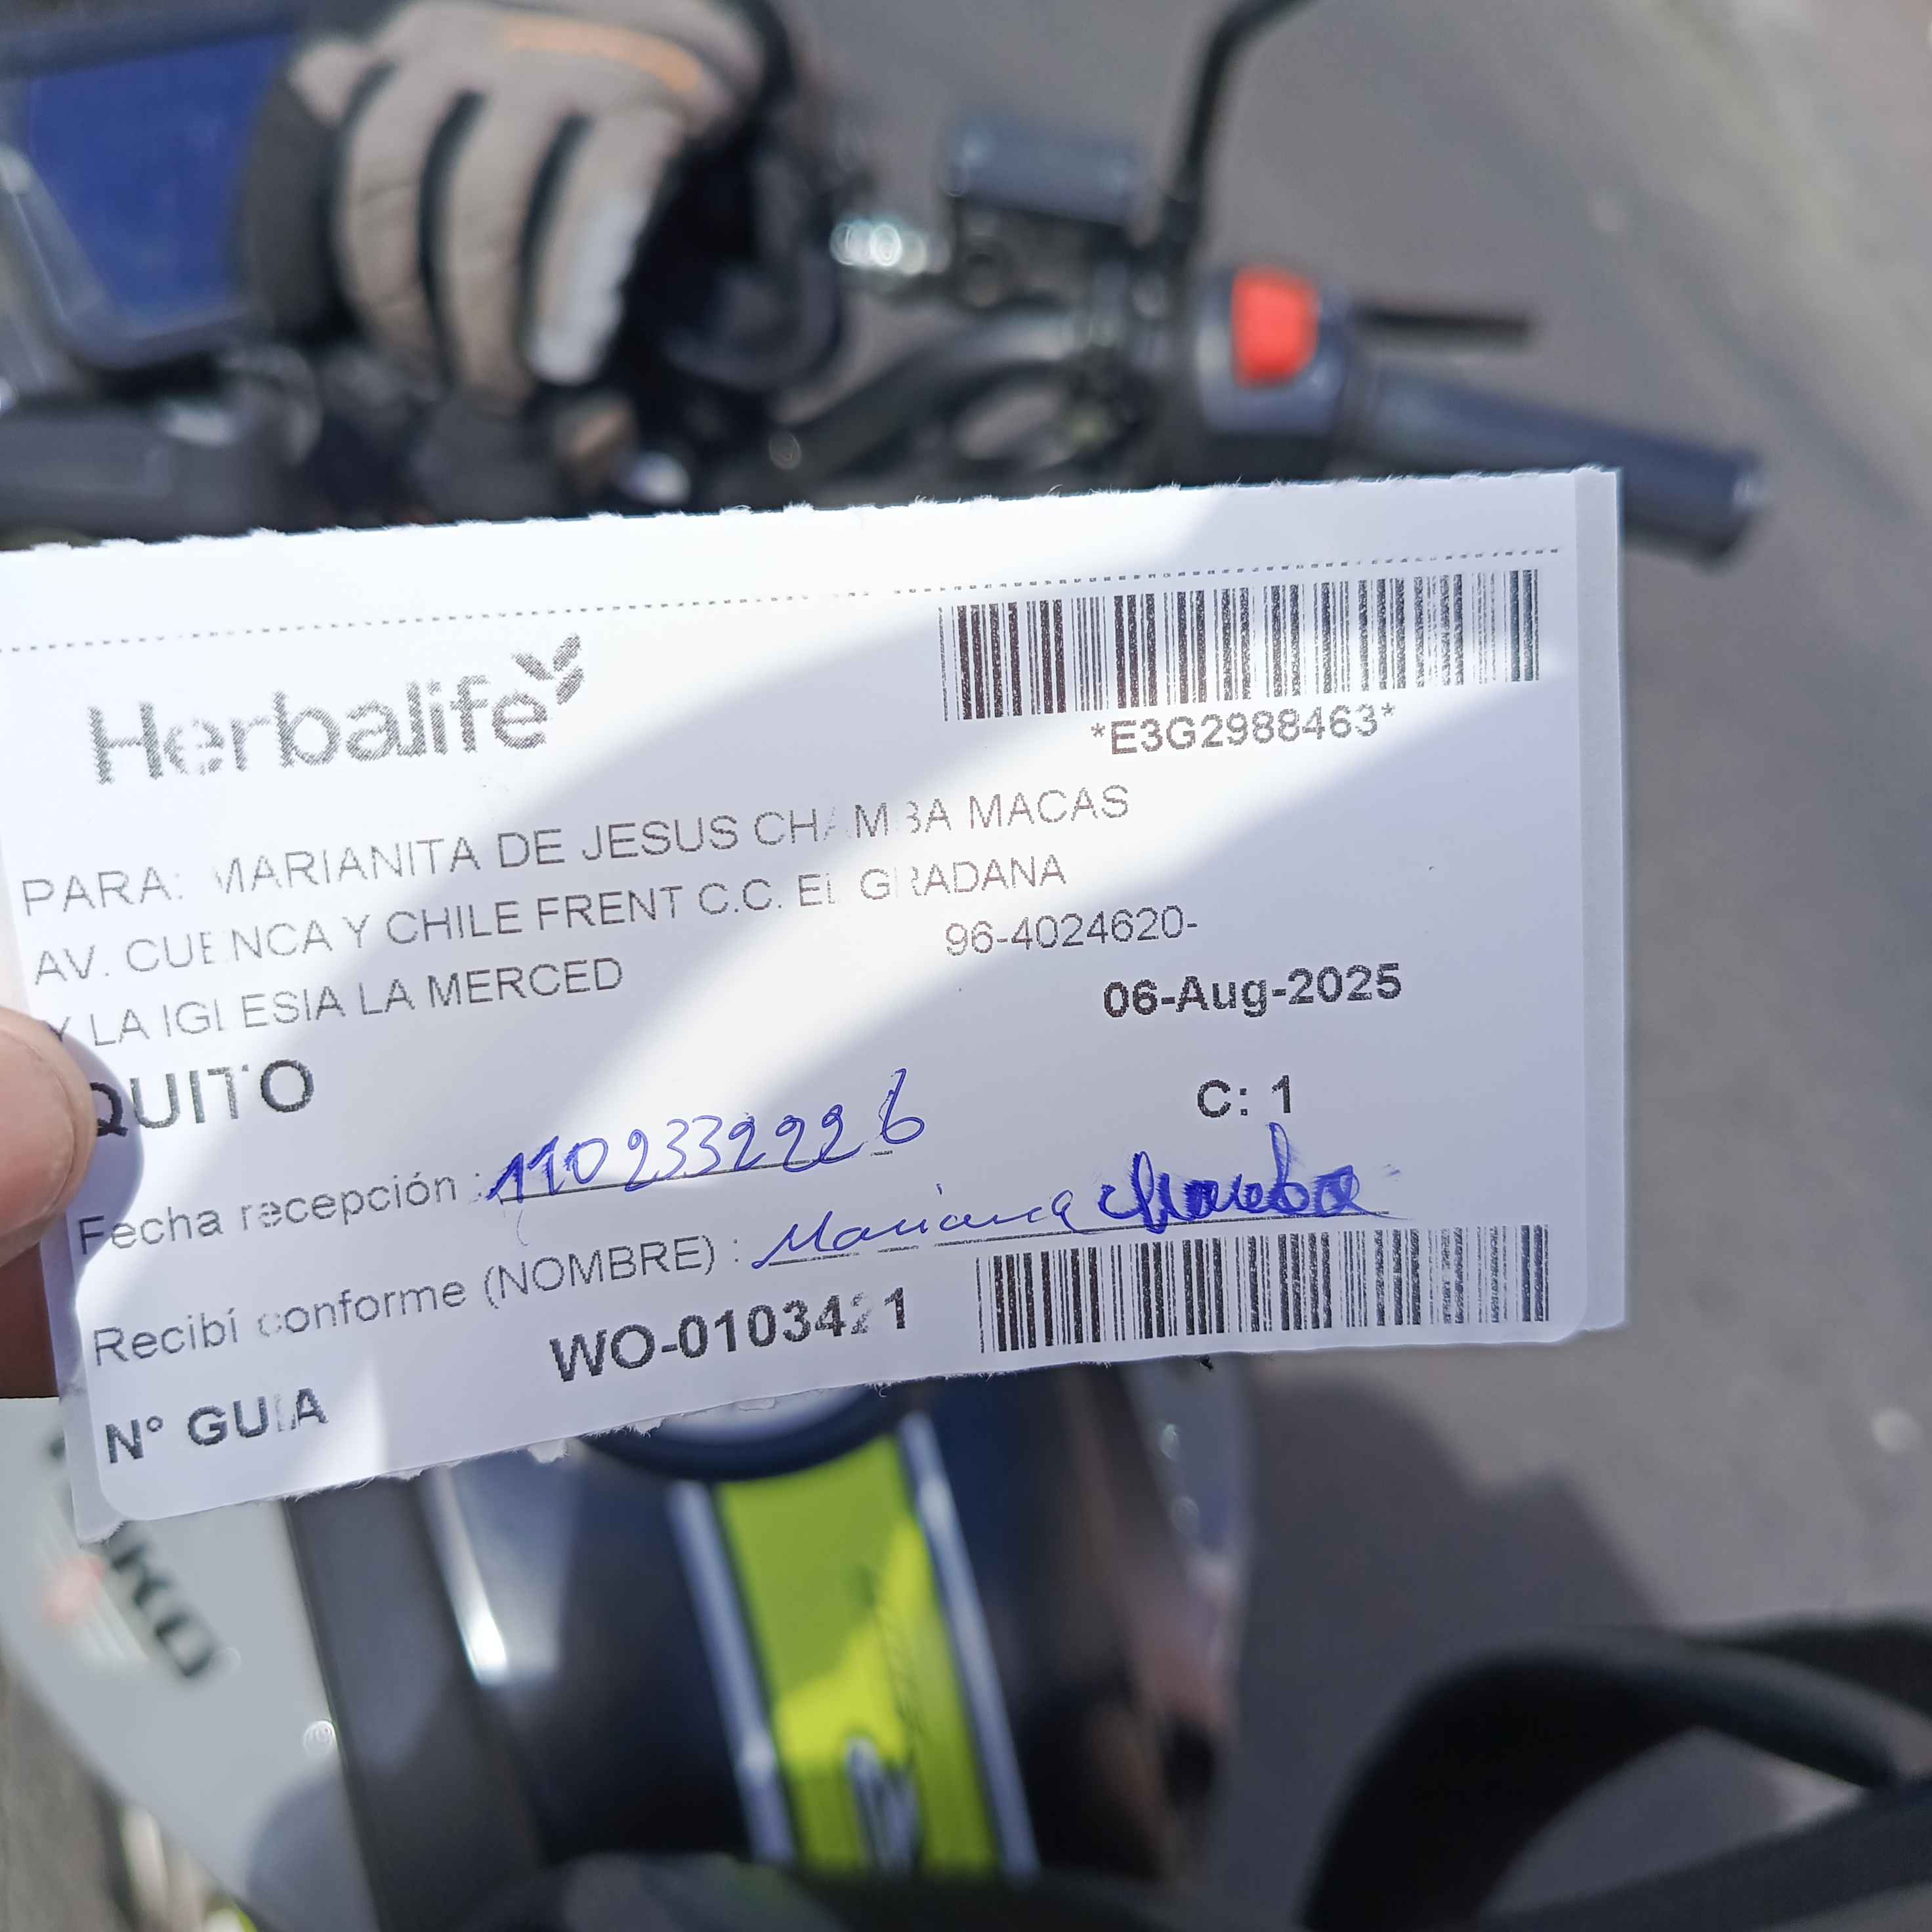 Herbalife
*E3G2988463*
PARA: MARIANITA DE JESUS CHAMBA MACAS
AV. CUENCA Y CHILE FRENT C.C. EL GRADANA
96-4024620-
Y LA IGLESIA LA MERCED
06-Aug-2025
QUITO
C: 1
Fecha recepción : 1102332226
Recibí conforme (NOMBRE) : Mariana Chamba
Nº GUIA WO-0103421